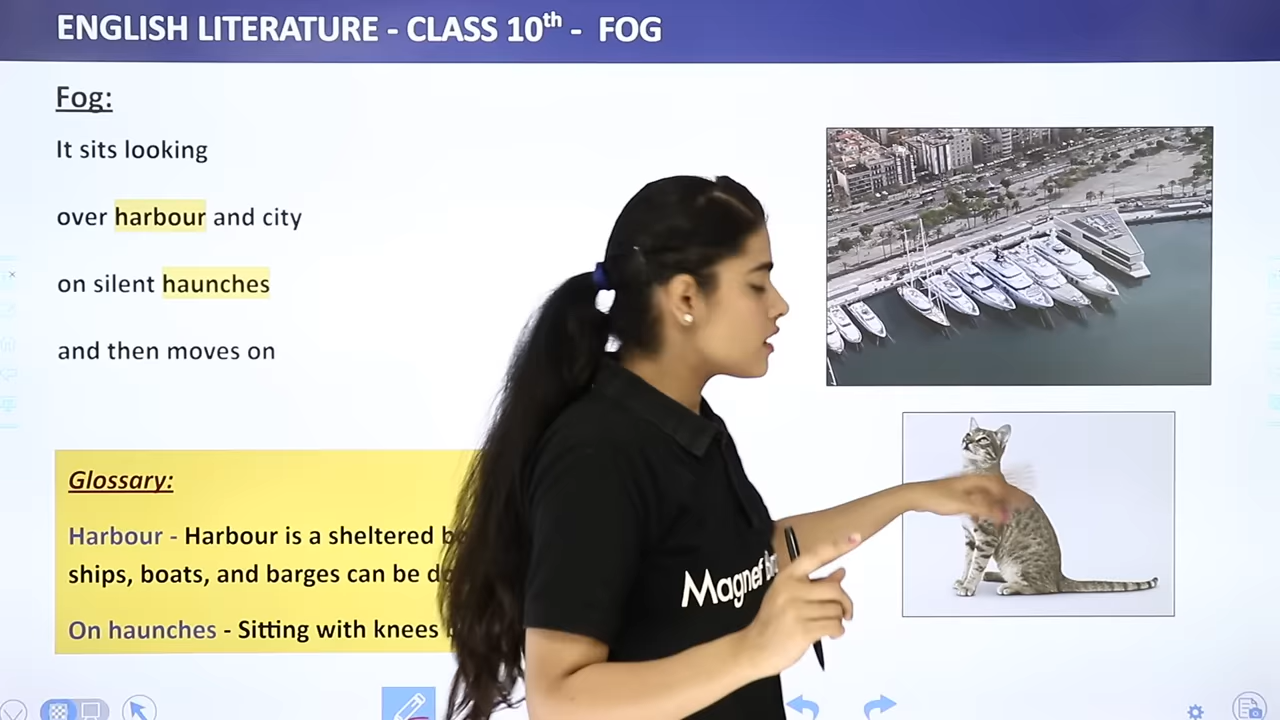 ENGLISH LITERATURE - CLASS 10th - FOG
Fog:
It sits looking
over harbour and city
on silent haunches
and then moves on
Glossary:
Harbour - Harbour is a sheltered
ships, boats, and barges can be
On haunches - Sitting with knees
Magnet